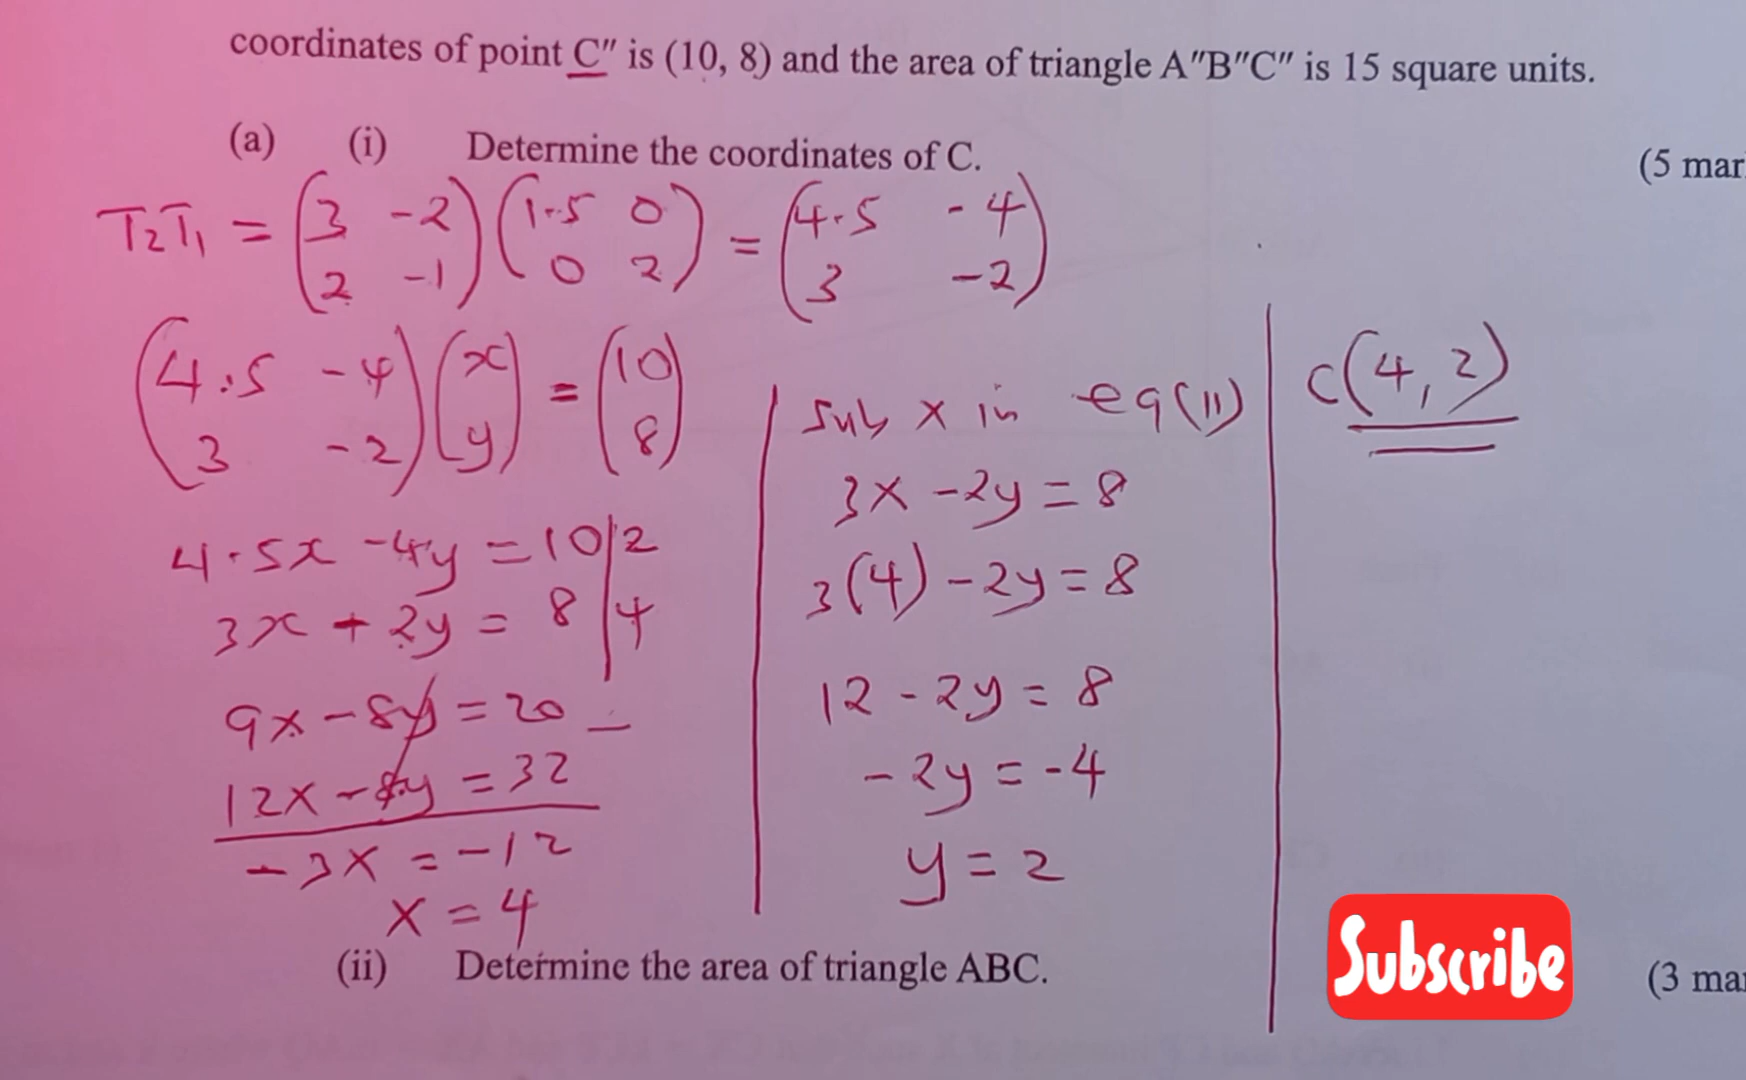 coordinates of point C" is (10, 8) and the area of triangle A"B"C" is 15 square units.
(a) (i) Determine the coordinates of C. (5 mar
T₂T₁ = (3 -2) (1.5 0) = (4.5 -4)
(2 -1) (0 2) (3 -2)
(4.5 -4) (x) = (10)
(3 -2) (y) (8)
4.5x - 4y = 10 | 2
3x + 2y = 8 | 4
9x - 8y = 20 -
12x - 8y = 32
-3x = -12
x = 4
sub x in eq(11)
3x - 2y = 8
3(4) - 2y = 8
12 - 2y = 8
-2y = -4
y = 2
C(4, 2)
(ii) Determine the area of triangle ABC. (3 mar
Subscribe